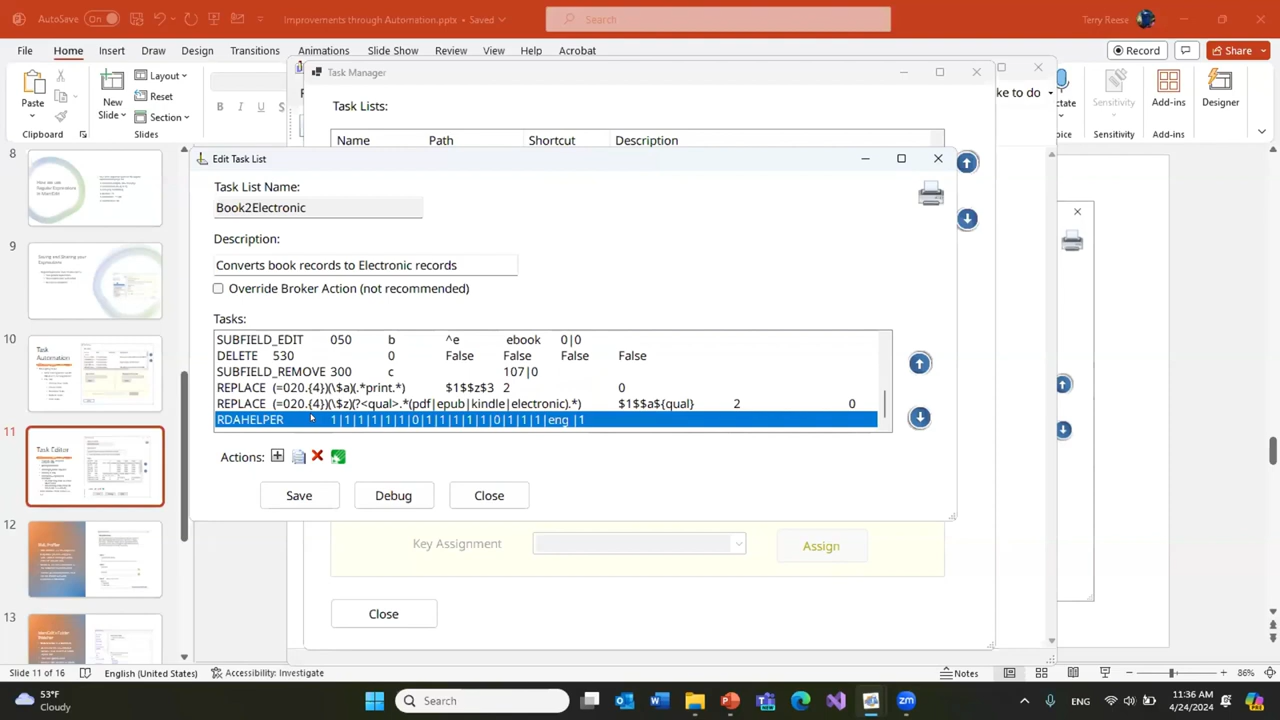 AutoSave On
Improvements through Automation.pptx • Saved
Search
Terry Reese
File Home Insert Draw Design Transitions Animations Slide Show Review View Help Acrobat
Record
Share
Paste
Clipboard
New
Slide
Layout
Reset
Section
Slides
B I U S
Task Manager
ke to do
ctate
oice
Sensitivity
Sensitivity
Add-ins
Add-ins
Designer
Task Lists:
Name Path Shortcut Description
Edit Task List
Task List Name:
Book2Electronic
Description:
Converts book records to Electronic records
Override Broker Action (not recommended)
Tasks:
SUBFIELD_EDIT 050 b ^e ebook 0|0
DELETE 530 0 False False False False
SUBFIELD_REMOVE 300 c 107|0
REPLACE (=020.{4})(\$a)(.*print.*) $1$$z$3 2 0
REPLACE (=020.{4})(\$z)(?<qual>.*(pdf|epub|kindle|electronic).*) $1$$a${qual} 2 0
RDAHELPER 1|1|1|1|1|1|0|1|1|1|1|1|0|1|1|1|eng |1
Actions:
Save
Debug
Close
Key Assignment
Assign
Close
8
9
10
Task
Automation
11
Task Editor
12
13
Slide 11 of 16
English (United States)
Accessibility: Investigate
Notes
86%
53°F
Cloudy
Search
ENG
11:36 AM
4/24/2024